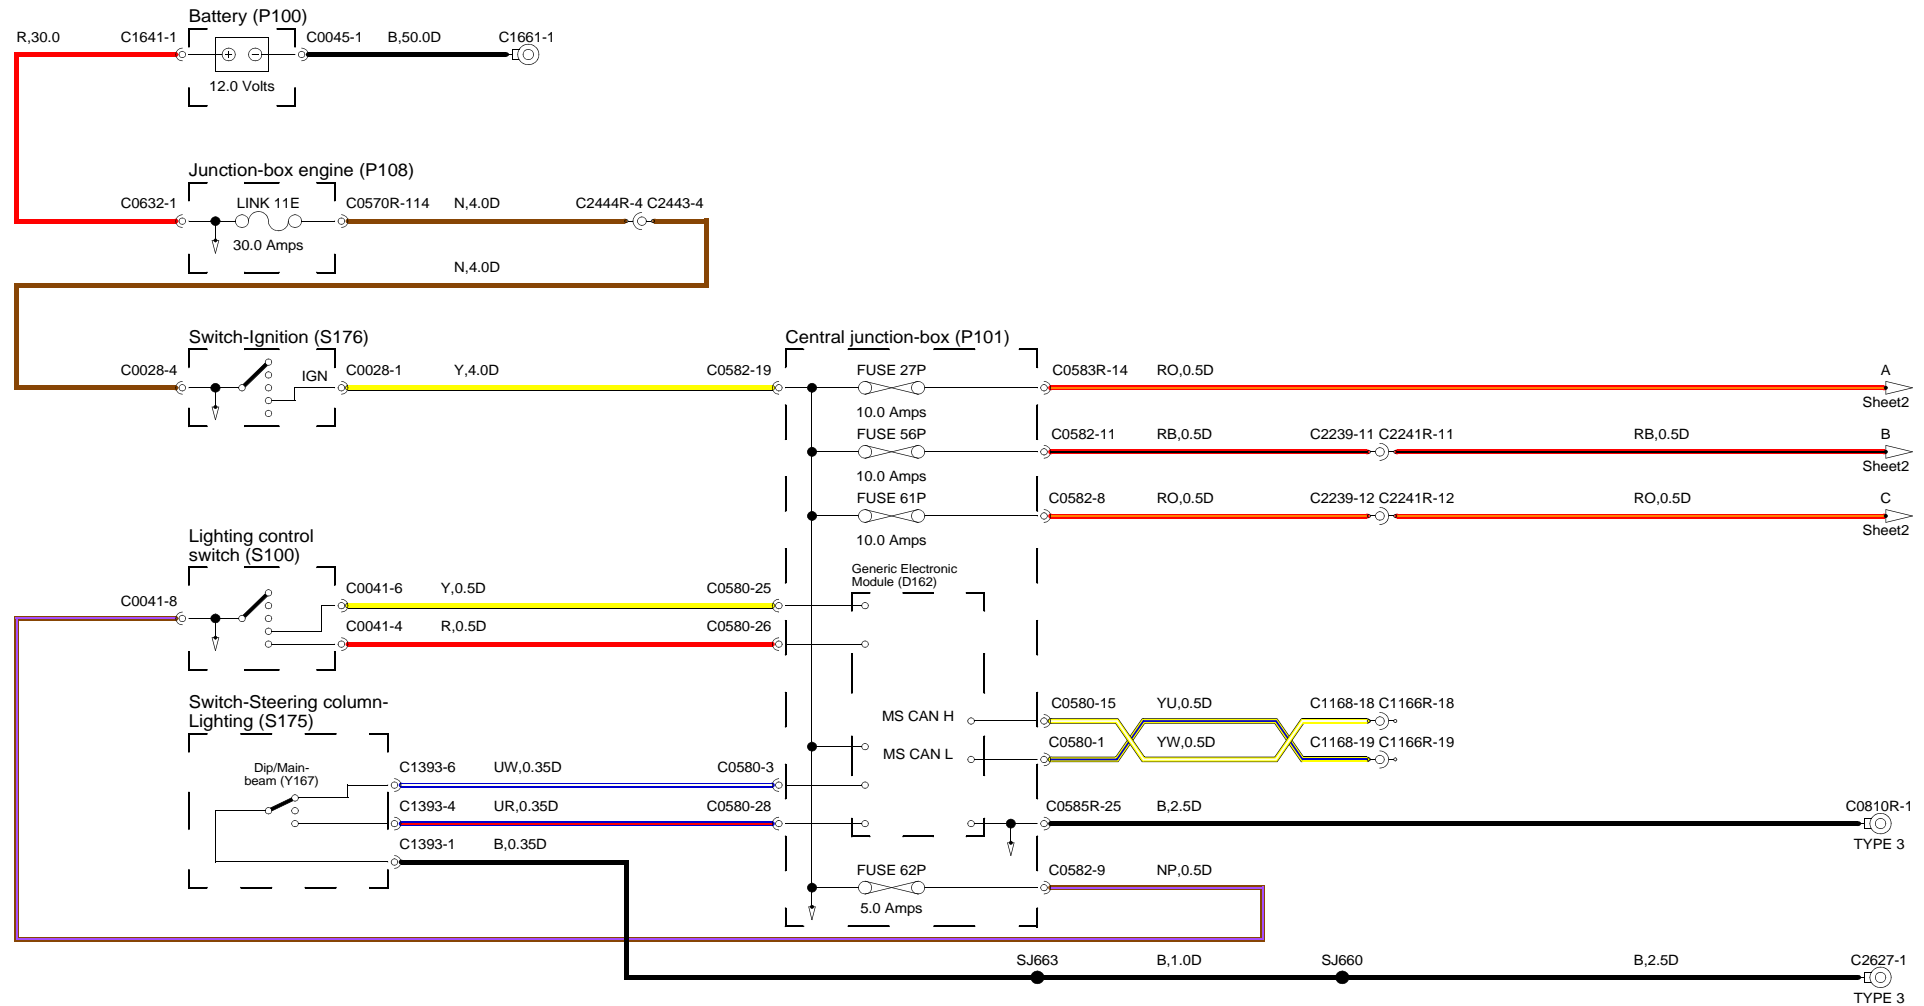 Battery (P100)
R,30.0 C1641-1 C0045-1 B,50.0D C1661-1
12.0 Volts
Junction-box engine (P108)
C0632-1 LINK 11E C0570R-114 N,4.0D C2444R-4 C2443-4
30.0 Amps
N,4.0D
Switch-Ignition (S176) Central junction-box (P101)
C0028-4 IGN C0028-1 Y,4.0D C0582-19 FUSE 27P C0583R-14 RO,0.5D A
Sheet2
10.0 Amps
FUSE 56P C0582-11 RB,0.5D C2239-11 C2241R-11 RB,0.5D B
Sheet2
10.0 Amps
FUSE 61P C0582-8 RO,0.5D C2239-12 C2241R-12 RO,0.5D C
Sheet2
10.0 Amps
Lighting control
switch (S100)
Generic Electronic
Module (D162)
C0041-8 C0041-6 Y,0.5D C0580-25
C0041-4 R,0.5D C0580-26
Switch-Steering column-
Lighting (S175)
MS CAN H C0580-15 YU,0.5D C1168-18 C1166R-18
MS CAN L C0580-1 YW,0.5D C1168-19 C1166R-19
Dip/Main-
beam (Y167)
C1393-6 UW,0.35D C0580-3
C1393-4 UR,0.35D C0580-28 C0585R-25 B,2.5D C0810R-1
TYPE 3
C1393-1 B,0.35D
FUSE 62P C0582-9 NP,0.5D
5.0 Amps
SJ663 B,1.0D SJ660 B,2.5D C2627-1
TYPE 3